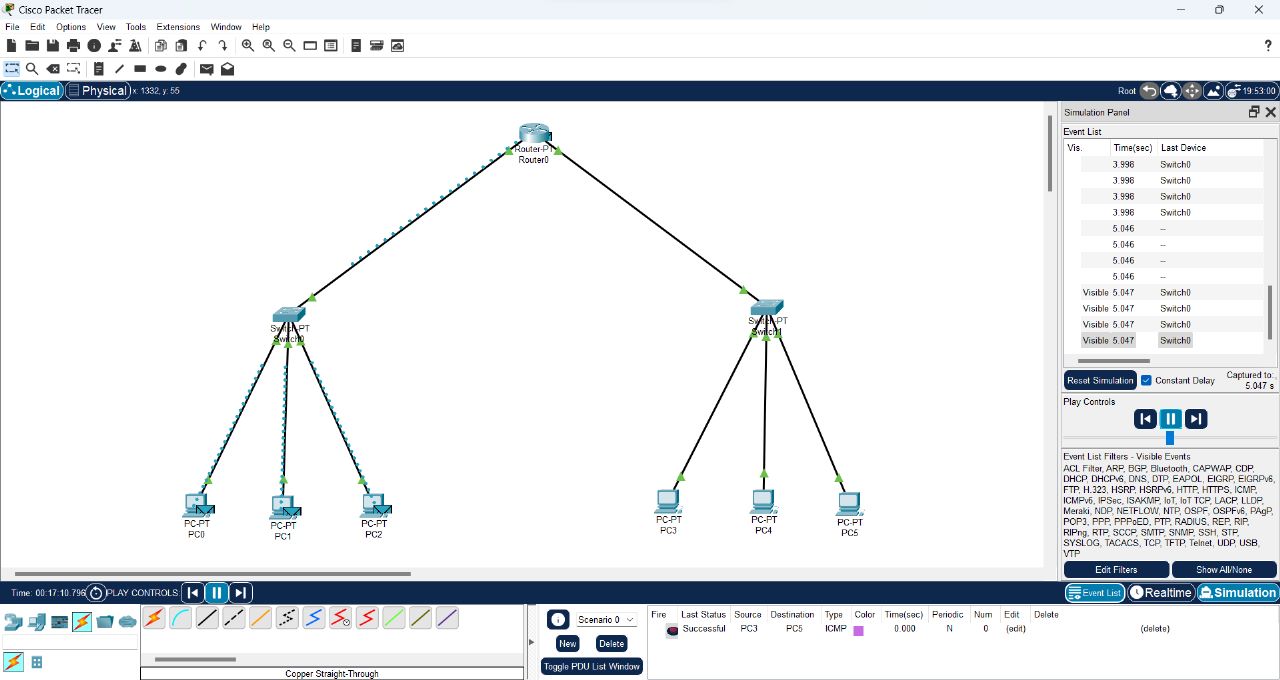 Cisco Packet Tracer
File Edit Options View Tools Extensions Window Help
Logical Physical x: 1332, y: 55
Root 19:53:00
Simulation Panel
Event List
Vis. Time(sec) Last Device
3.998 Switch0
3.998 Switch0
3.998 Switch0
3.998 Switch0
5.046 --
5.046 --
5.046 --
5.046 --
Visible 5.047 Switch0
Visible 5.047 Switch0
Visible 5.047 Switch0
Visible 5.047 Switch0
Reset Simulation Constant Delay Captured to:
5.047 s
Play Controls
Event List Filters - Visible Events
ACL Filter, ARP, BGP, Bluetooth, CAPWAP, CDP,
DHCP, DHCPv6, DNS, DTP, EAPOL, EIGRP, EIGRPv6,
FTP, H.323, HSRP, HSRPv6, HTTP, HTTPS, ICMP,
ICMPv6, IPSec, ISAKMP, IoT, IoT TCP, LACP, LLDP,
Meraki, NDP, NETFLOW, NTP, OSPF, OSPFv6, PAgP,
POP3, PPP, PPPoED, PTP, RADIUS, REP, RIP,
RIPng, RTP, SCCP, SMTP, SNMP, SSH, STP,
SYSLOG, TACACS, TCP, TFTP, Telnet, UDP, USB,
VTP
Edit Filters Show All/None
Router-PT
Router0
Switch-PT
Switch0
Switch-PT
Switch1
PC-PT
PC0
PC-PT
PC1
PC-PT
PC2
PC-PT
PC3
PC-PT
PC4
PC-PT
PC5
Time: 00:17:10.796 PLAY CONTROLS:
Event List Realtime Simulation
Scenario 0
New Delete
Toggle PDU List Window
Fire Last Status Source Destination Type Color Time(sec) Periodic Num Edit Delete
Successful PC3 PC5 ICMP 0.000 N 0 (edit) (delete)
Copper Straight-Through